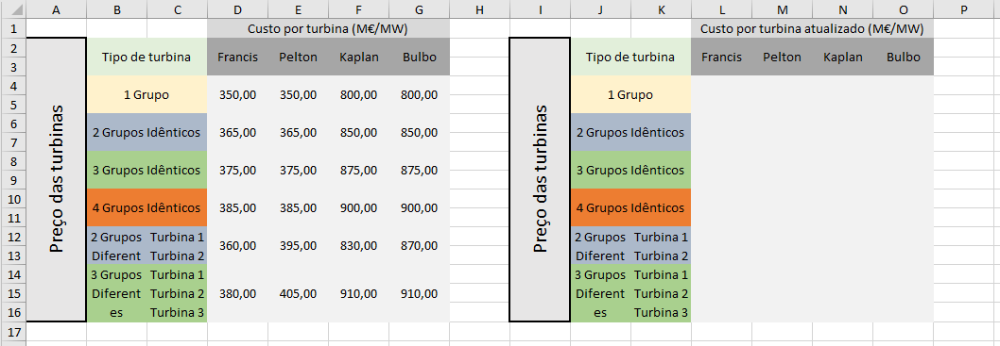 A B C D E F G H I J K L M N O P
1 Custo por turbina (M€/MW) Custo por turbina atualizado (M€/MW)
2 Tipo de turbina Francis Pelton Kaplan Bulbo Tipo de turbina Francis Pelton Kaplan Bulbo
3
Preço das turbinas
Preço das turbinas
4 1 Grupo 350,00 350,00 800,00 800,00 1 Grupo
5
6 2 Grupos Idênticos 365,00 365,00 850,00 850,00 2 Grupos Idênticos
7
8 3 Grupos Idênticos 375,00 375,00 875,00 875,00 3 Grupos Idênticos
9
10 4 Grupos Idênticos 385,00 385,00 900,00 900,00 4 Grupos Idênticos
11
12 2 Grupos Turbina 1 360,00 395,00 830,00 870,00 2 Grupos Turbina 1
13 Diferent Turbina 2 Diferent Turbina 2
14 3 Grupos Turbina 1 3 Grupos Turbina 1
15 Diferent Turbina 2 380,00 405,00 910,00 910,00 Diferent Turbina 2
16 es Turbina 3 es Turbina 3
17